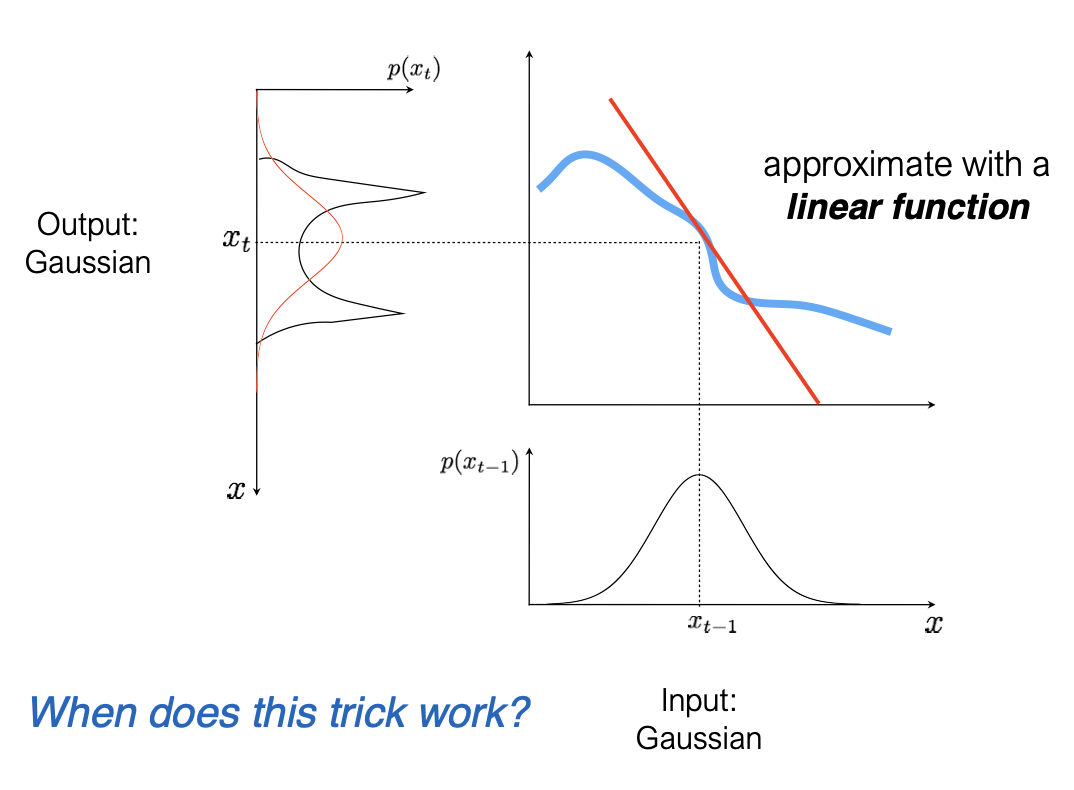 p(x_t)
approximate with a
linear function
Output:
Gaussian
x_t
p(x_{t−1})
x
x_{t−1}
x
When does this trick work?
Input:
Gaussian